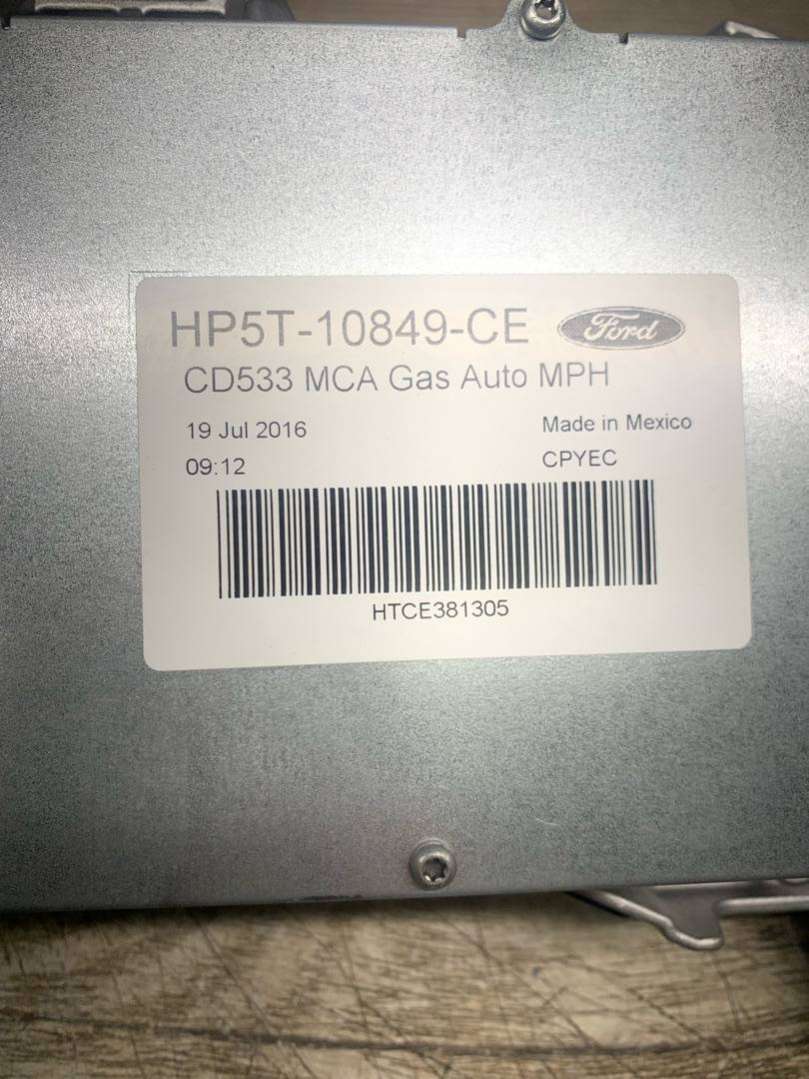 HP5T-10849-CE Ford
CD533 MCA Gas Auto MPH
19 Jul 2016 Made in Mexico
09:12 CPYEC
HTCE381305